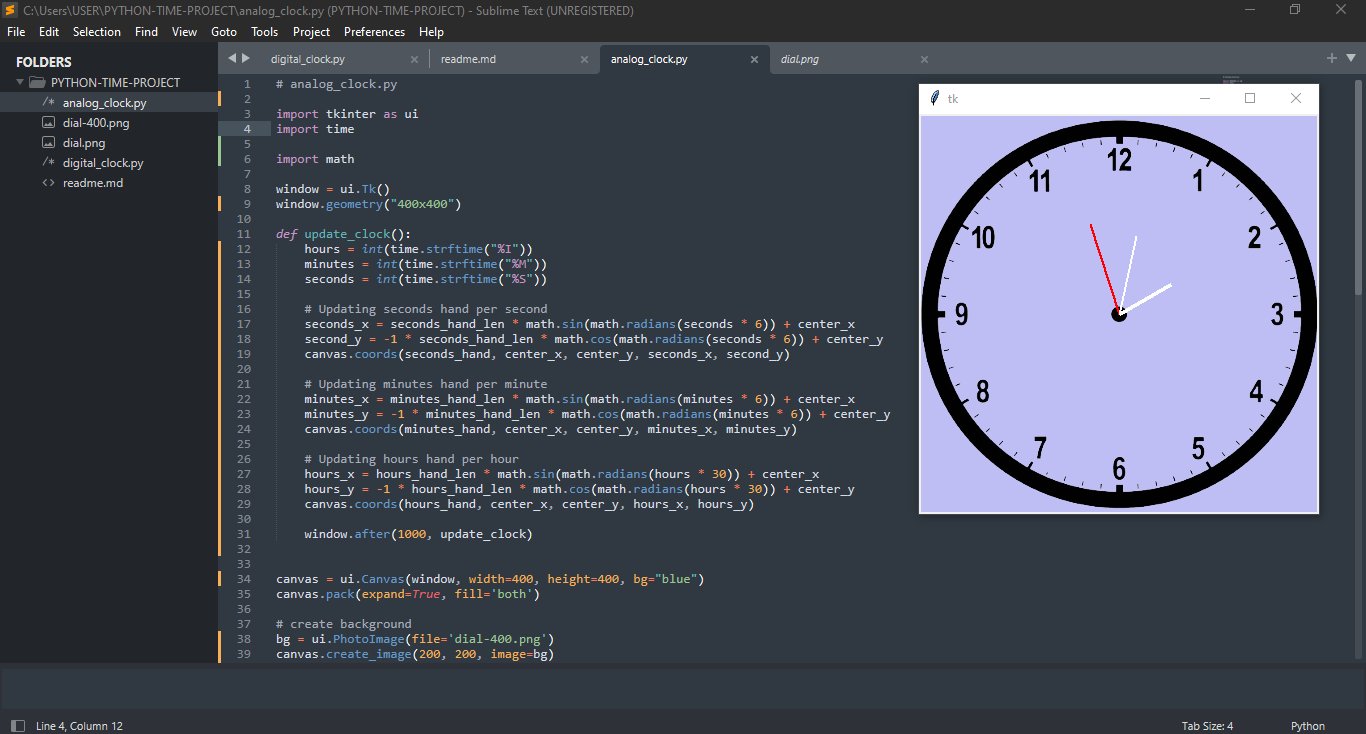 C:\Users\USER\PYTHON-TIME-PROJECT\analog_clock.py (PYTHON-TIME-PROJECT) - Sublime Text (UNREGISTERED)
File Edit Selection Find View Goto Tools Project Preferences Help
FOLDERS
PYTHON-TIME-PROJECT
/* analog_clock.py
dial-400.png
dial.png
/* digital_clock.py
<> readme.md
digital_clock.py × readme.md × analog_clock.py × dial.png ×
1 # analog_clock.py
2
3 import tkinter as ui
4 import time
5
6 import math
7
8 window = ui.Tk()
9 window.geometry("400x400")
10
11 def update_clock():
12     hours = int(time.strftime("%I"))
13     minutes = int(time.strftime("%M"))
14     seconds = int(time.strftime("%S"))
15
16     # Updating seconds hand per second
17     seconds_x = seconds_hand_len * math.sin(math.radians(seconds * 6)) + center_x
18     second_y = -1 * seconds_hand_len * math.cos(math.radians(seconds * 6)) + center_y
19     canvas.coords(seconds_hand, center_x, center_y, seconds_x, second_y)
20
21     # Updating minutes hand per minute
22     minutes_x = minutes_hand_len * math.sin(math.radians(minutes * 6)) + center_x
23     minutes_y = -1 * minutes_hand_len * math.cos(math.radians(minutes * 6)) + center_y
24     canvas.coords(minutes_hand, center_x, center_y, minutes_x, minutes_y)
25
26     # Updating hours hand per hour
27     hours_x = hours_hand_len * math.sin(math.radians(hours * 30)) + center_x
28     hours_y = -1 * hours_hand_len * math.cos(math.radians(hours * 30)) + center_y
29     canvas.coords(hours_hand, center_x, center_y, hours_x, hours_y)
30
31     window.after(1000, update_clock)
32
33
34 canvas = ui.Canvas(window, width=400, height=400, bg="blue")
35 canvas.pack(expand=True, fill='both')
36
37 # create background
38 bg = ui.PhotoImage(file='dial-400.png')
39 canvas.create_image(200, 200, image=bg)
tk
12
1
2
3
4
5
6
7
8
9
10
11
Line 4, Column 12
Tab Size: 4
Python